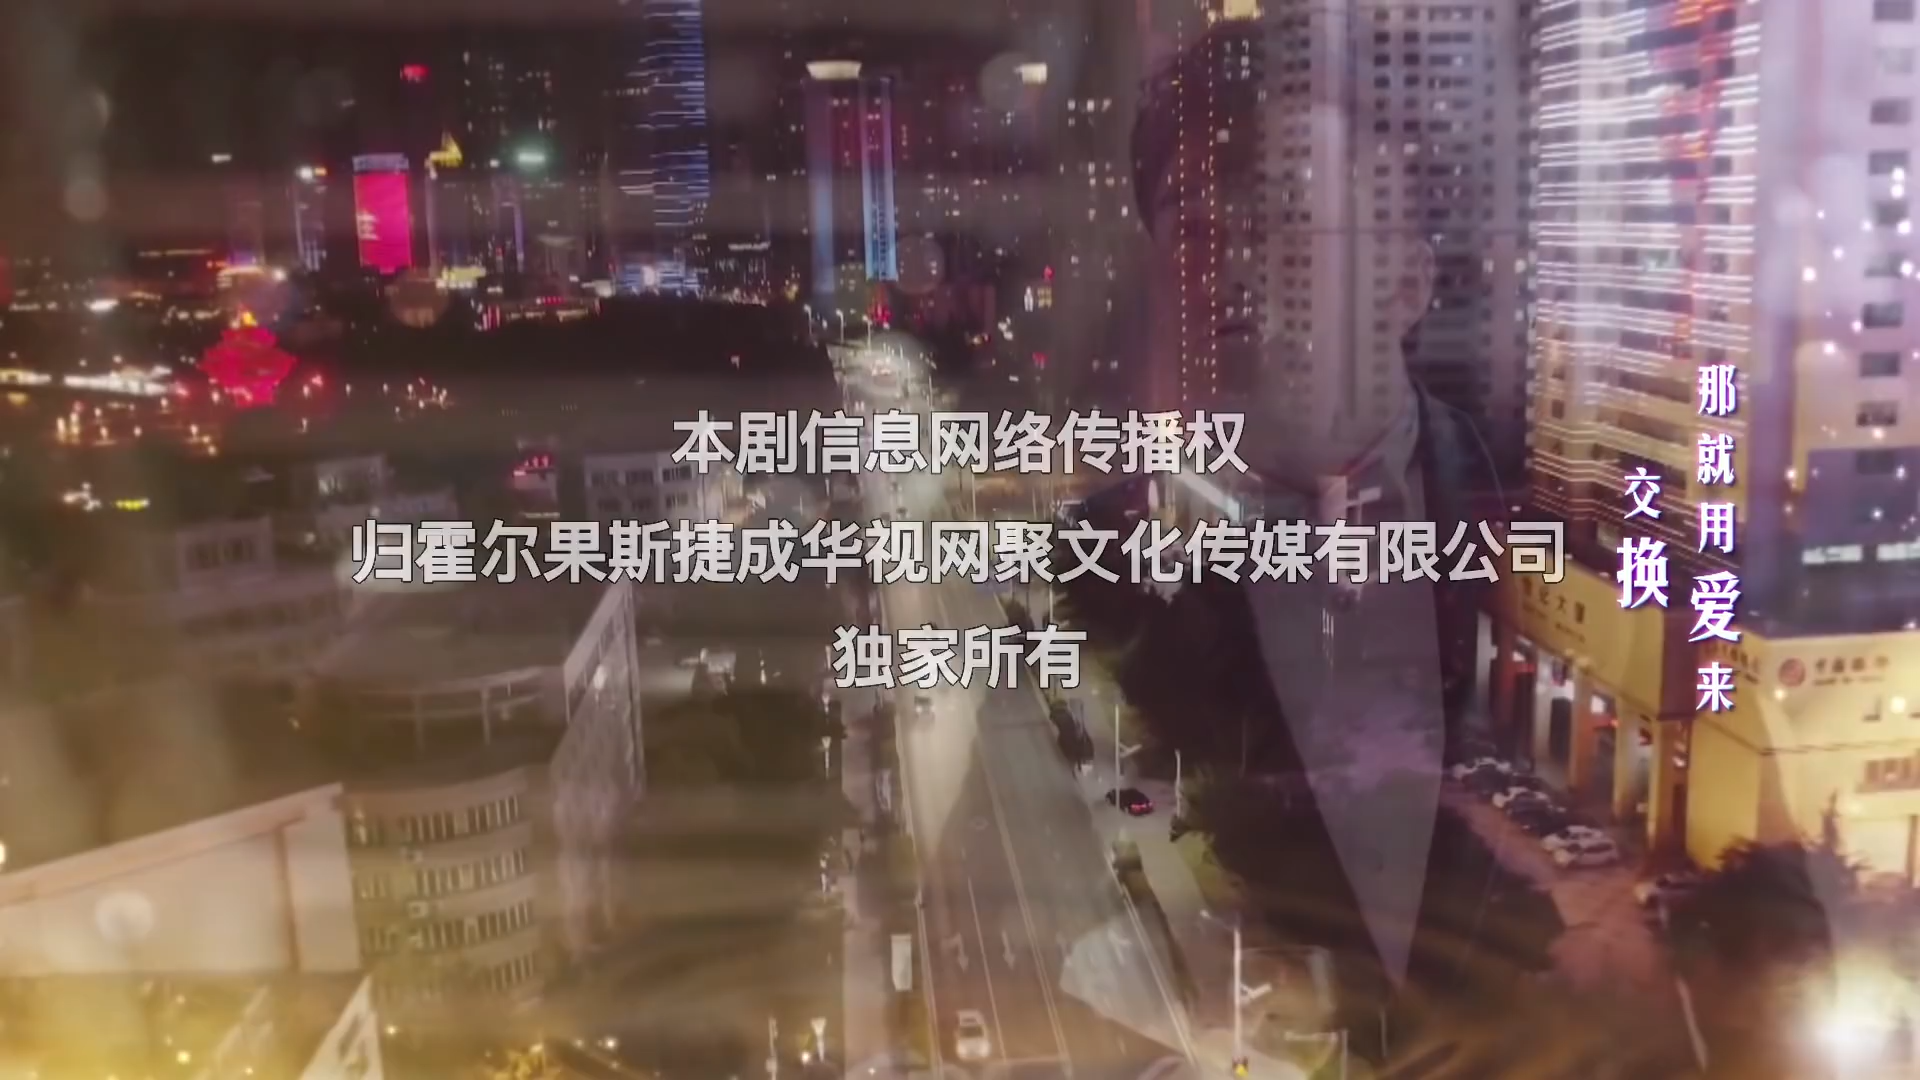 本剧信息网络传播权
归霍尔果斯捷成华视网聚文化传媒有限公司
独家所有
那就用爱来
交换